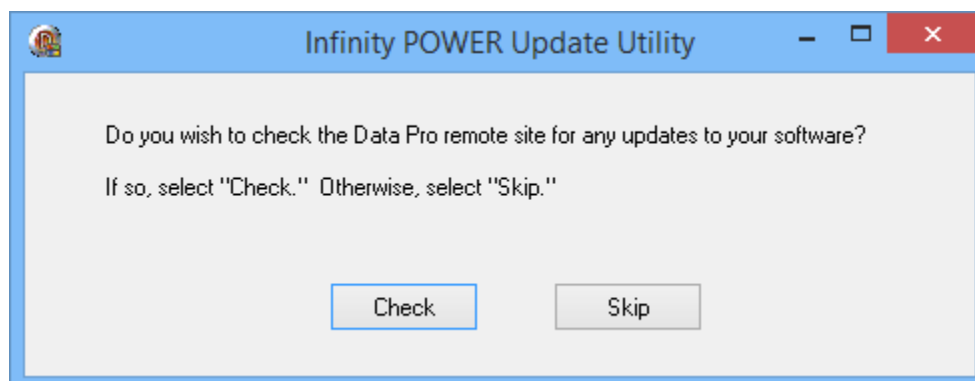 Infinity POWER Update Utility
Do you wish to check the Data Pro remote site for any updates to your software?
If so, select "Check." Otherwise, select "Skip."
Check Skip